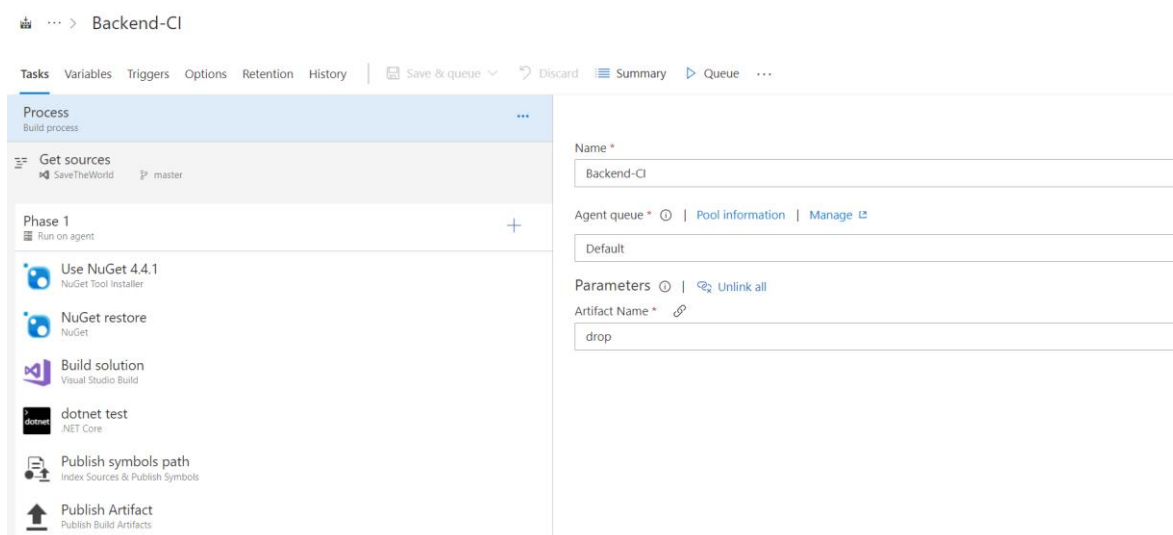 ··· > Backend-CI
Tasks Variables Triggers Options Retention History | Save & queue Discard Summary Queue ···
Process
Build process
···
Get sources
SaveTheWorld master
Phase 1
Run on agent
+
Use NuGet 4.4.1
NuGet Tool Installer
NuGet restore
NuGet
Build solution
Visual Studio Build
dotnet
dotnet test
.NET Core
Publish symbols path
Index Sources & Publish Symbols
Publish Artifact
Publish Build Artifacts
Name *
Backend-CI
Agent queue * | Pool information | Manage
Default
Parameters | Unlink all
Artifact Name *
drop